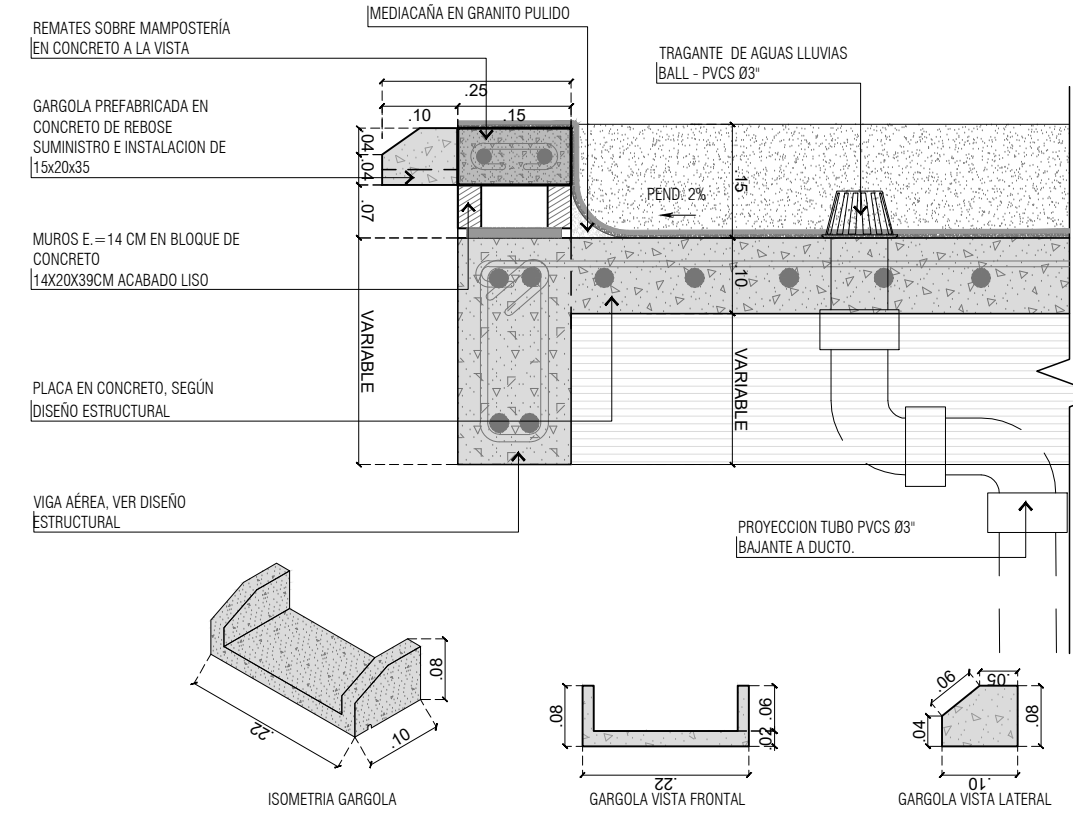 MEDIACAÑA EN GRANITO PULIDO
REMATES SOBRE MAMPOSTERÍA
EN CONCRETO A LA VISTA
TRAGANTE DE AGUAS LLUVIAS
BALL - PVCS Ø3"
GARGOLA PREFABRICADA EN
CONCRETO DE REBOSE
SUMINISTRO E INSTALACION DE
15x20x35
.25
.10
.15
.04
.04
.07
.15
PEND. 2%
MUROS E.=14 CM EN BLOQUE DE
CONCRETO
14X20X39CM ACABADO LISO
.10
VARIABLE
VARIABLE
PLACA EN CONCRETO, SEGÚN
DISEÑO ESTRUCTURAL
VIGA AÉREA, VER DISEÑO
ESTRUCTURAL
PROYECCION TUBO PVCS Ø3"
BAJANTE A DUCTO.
.08
.22
.10
ISOMETRIA GARGOLA
.08
.06
.02
.22
GARGOLA VISTA FRONTAL
.06
.05
.04
.08
.10
GARGOLA VISTA LATERAL